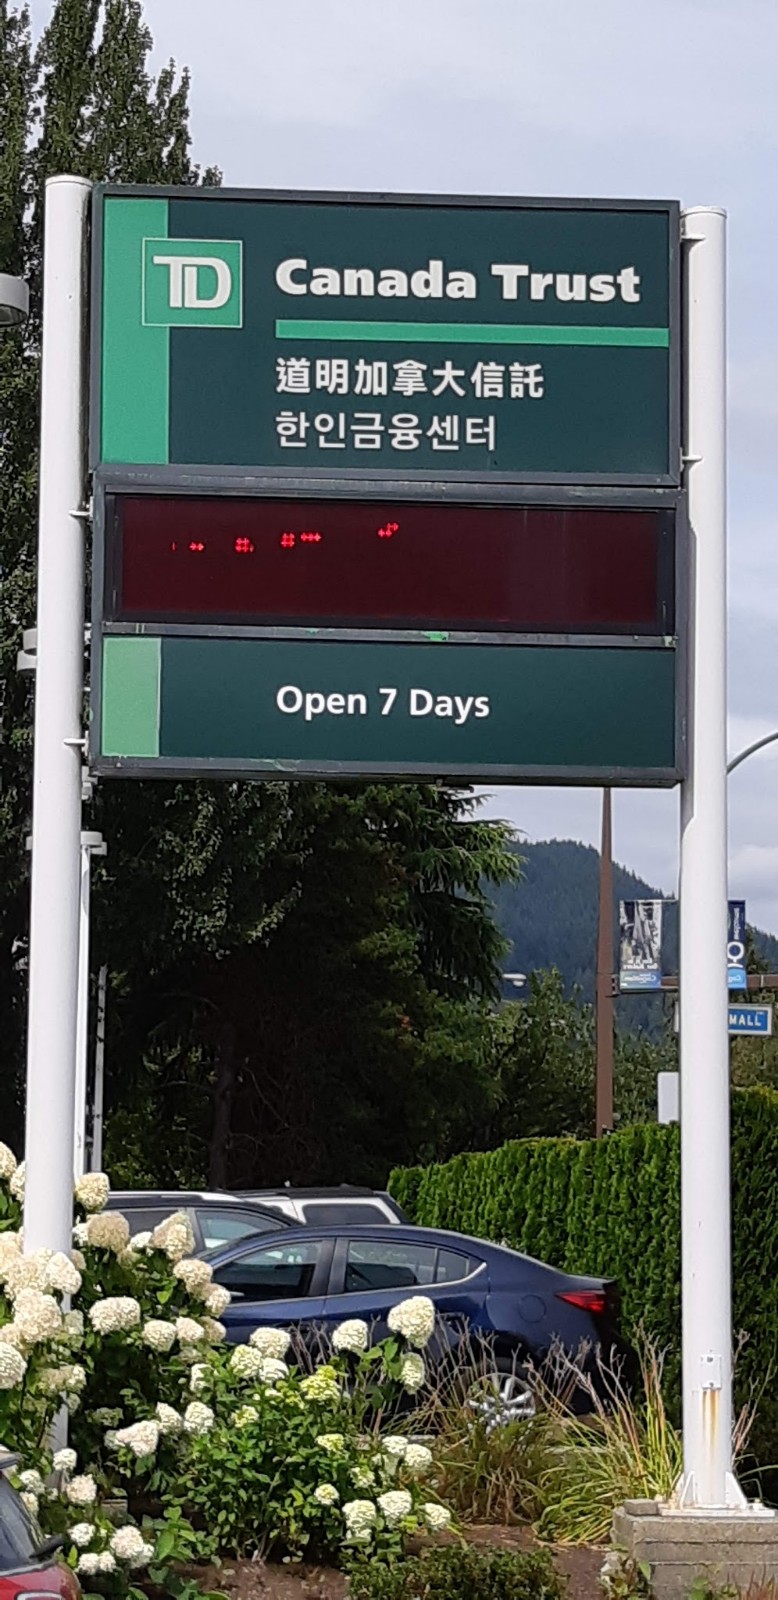 TD Canada Trust
道明加拿大信託
한인금융센터
Open 7 Days
MALL